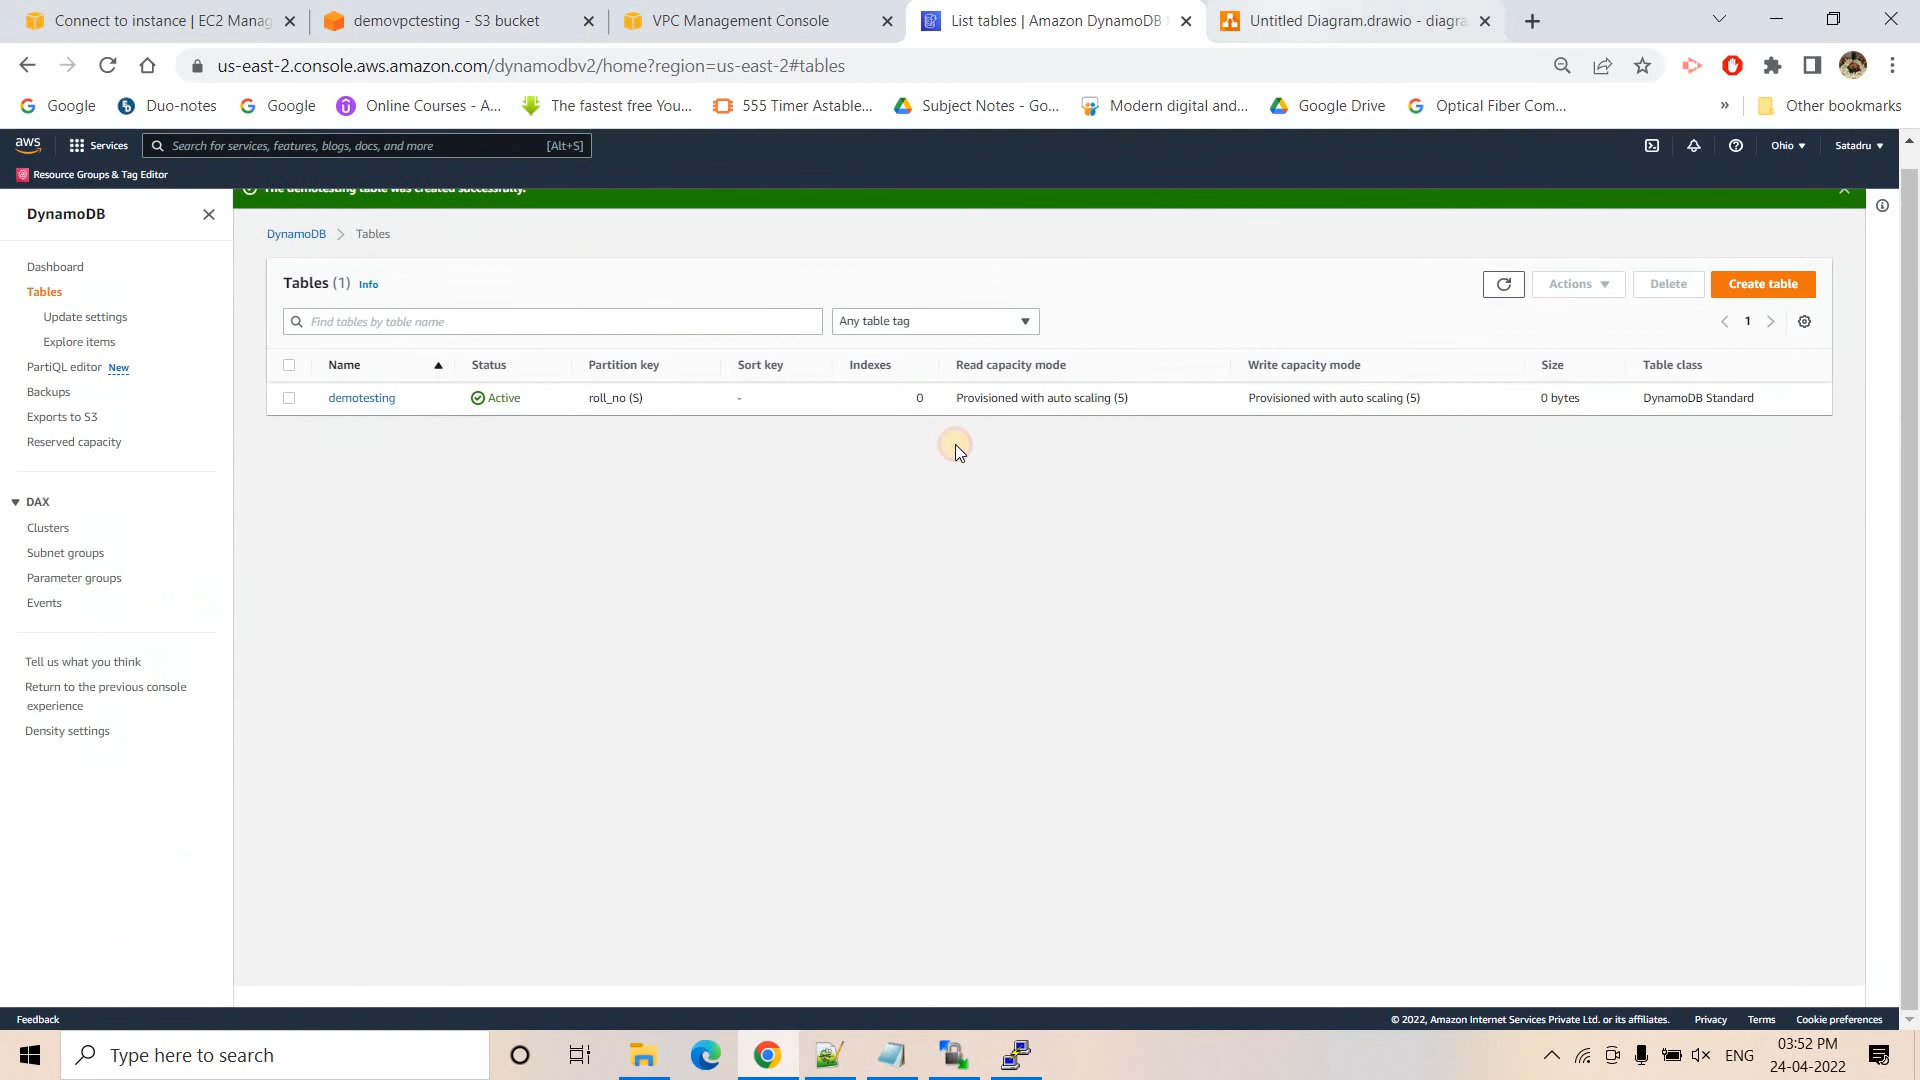 Connect to instance | EC2 Manag
demovpctesting - S3 bucket
VPC Management Console
List tables | Amazon DynamoDB
Untitled Diagram.drawio - diagra
us-east-2.console.aws.amazon.com/dynamodbv2/home?region=us-east-2#tables
Google
Duo-notes
Google
Online Courses - A...
The fastest free You...
555 Timer Astable...
Subject Notes - Go...
Modern digital and...
Google Drive
Optical Fiber Com...
»
Other bookmarks
aws
Services
Search for services, features, blogs, docs, and more
[Alt+S]
Ohio
Satadru
Resource Groups & Tag Editor
The demotesting table was created successfully.
DynamoDB
Dashboard
Tables
Update settings
Explore items
PartiQL editor New
Backups
Exports to S3
Reserved capacity
DAX
Clusters
Subnet groups
Parameter groups
Events
Tell us what you think
Return to the previous console
experience
Density settings
DynamoDB > Tables
Tables (1) Info
Actions
Delete
Create table
Find tables by table name
Any table tag
1
Name
Status
Partition key
Sort key
Indexes
Read capacity mode
Write capacity mode
Size
Table class
demotesting
Active
roll_no (S)
-
0
Provisioned with auto scaling (5)
Provisioned with auto scaling (5)
0 bytes
DynamoDB Standard
Feedback
© 2022, Amazon Internet Services Private Ltd. or its affiliates.
Privacy
Terms
Cookie preferences
Type here to search
ENG
03:52 PM
24-04-2022